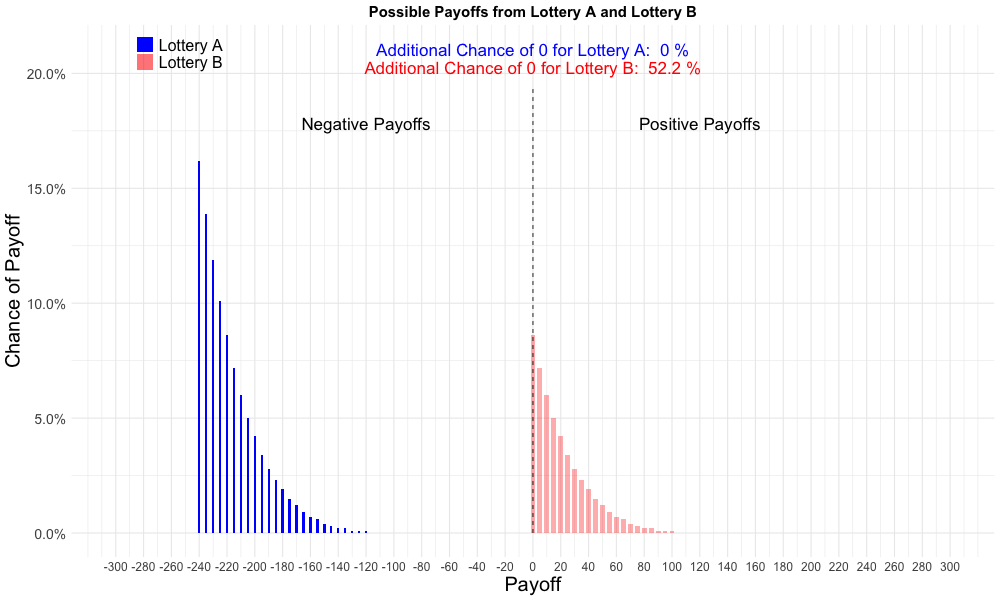 Possible Payoffs from Lottery A and Lottery B
Lottery A
Lottery B
Additional Chance of 0 for Lottery A:  0 %
Additional Chance of 0 for Lottery B:  52.2 %
Negative Payoffs
Positive Payoffs
Chance of Payoff
20.0%
15.0%
10.0%
5.0%
0.0%
-300 -280 -260 -240 -220 -200 -180 -160 -140 -120 -100 -80 -60 -40 -20 0 20 40 60 80 100 120 140 160 180 200 220 240 260 280 300
Payoff